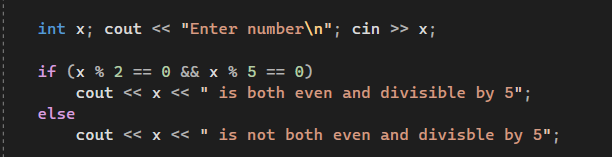 int x; cout << "Enter number\n"; cin >> x;
if (x % 2 == 0 && x % 5 == 0)
cout << x << " is both even and divisible by 5";
else
cout << x << " is not both even and divisble by 5";